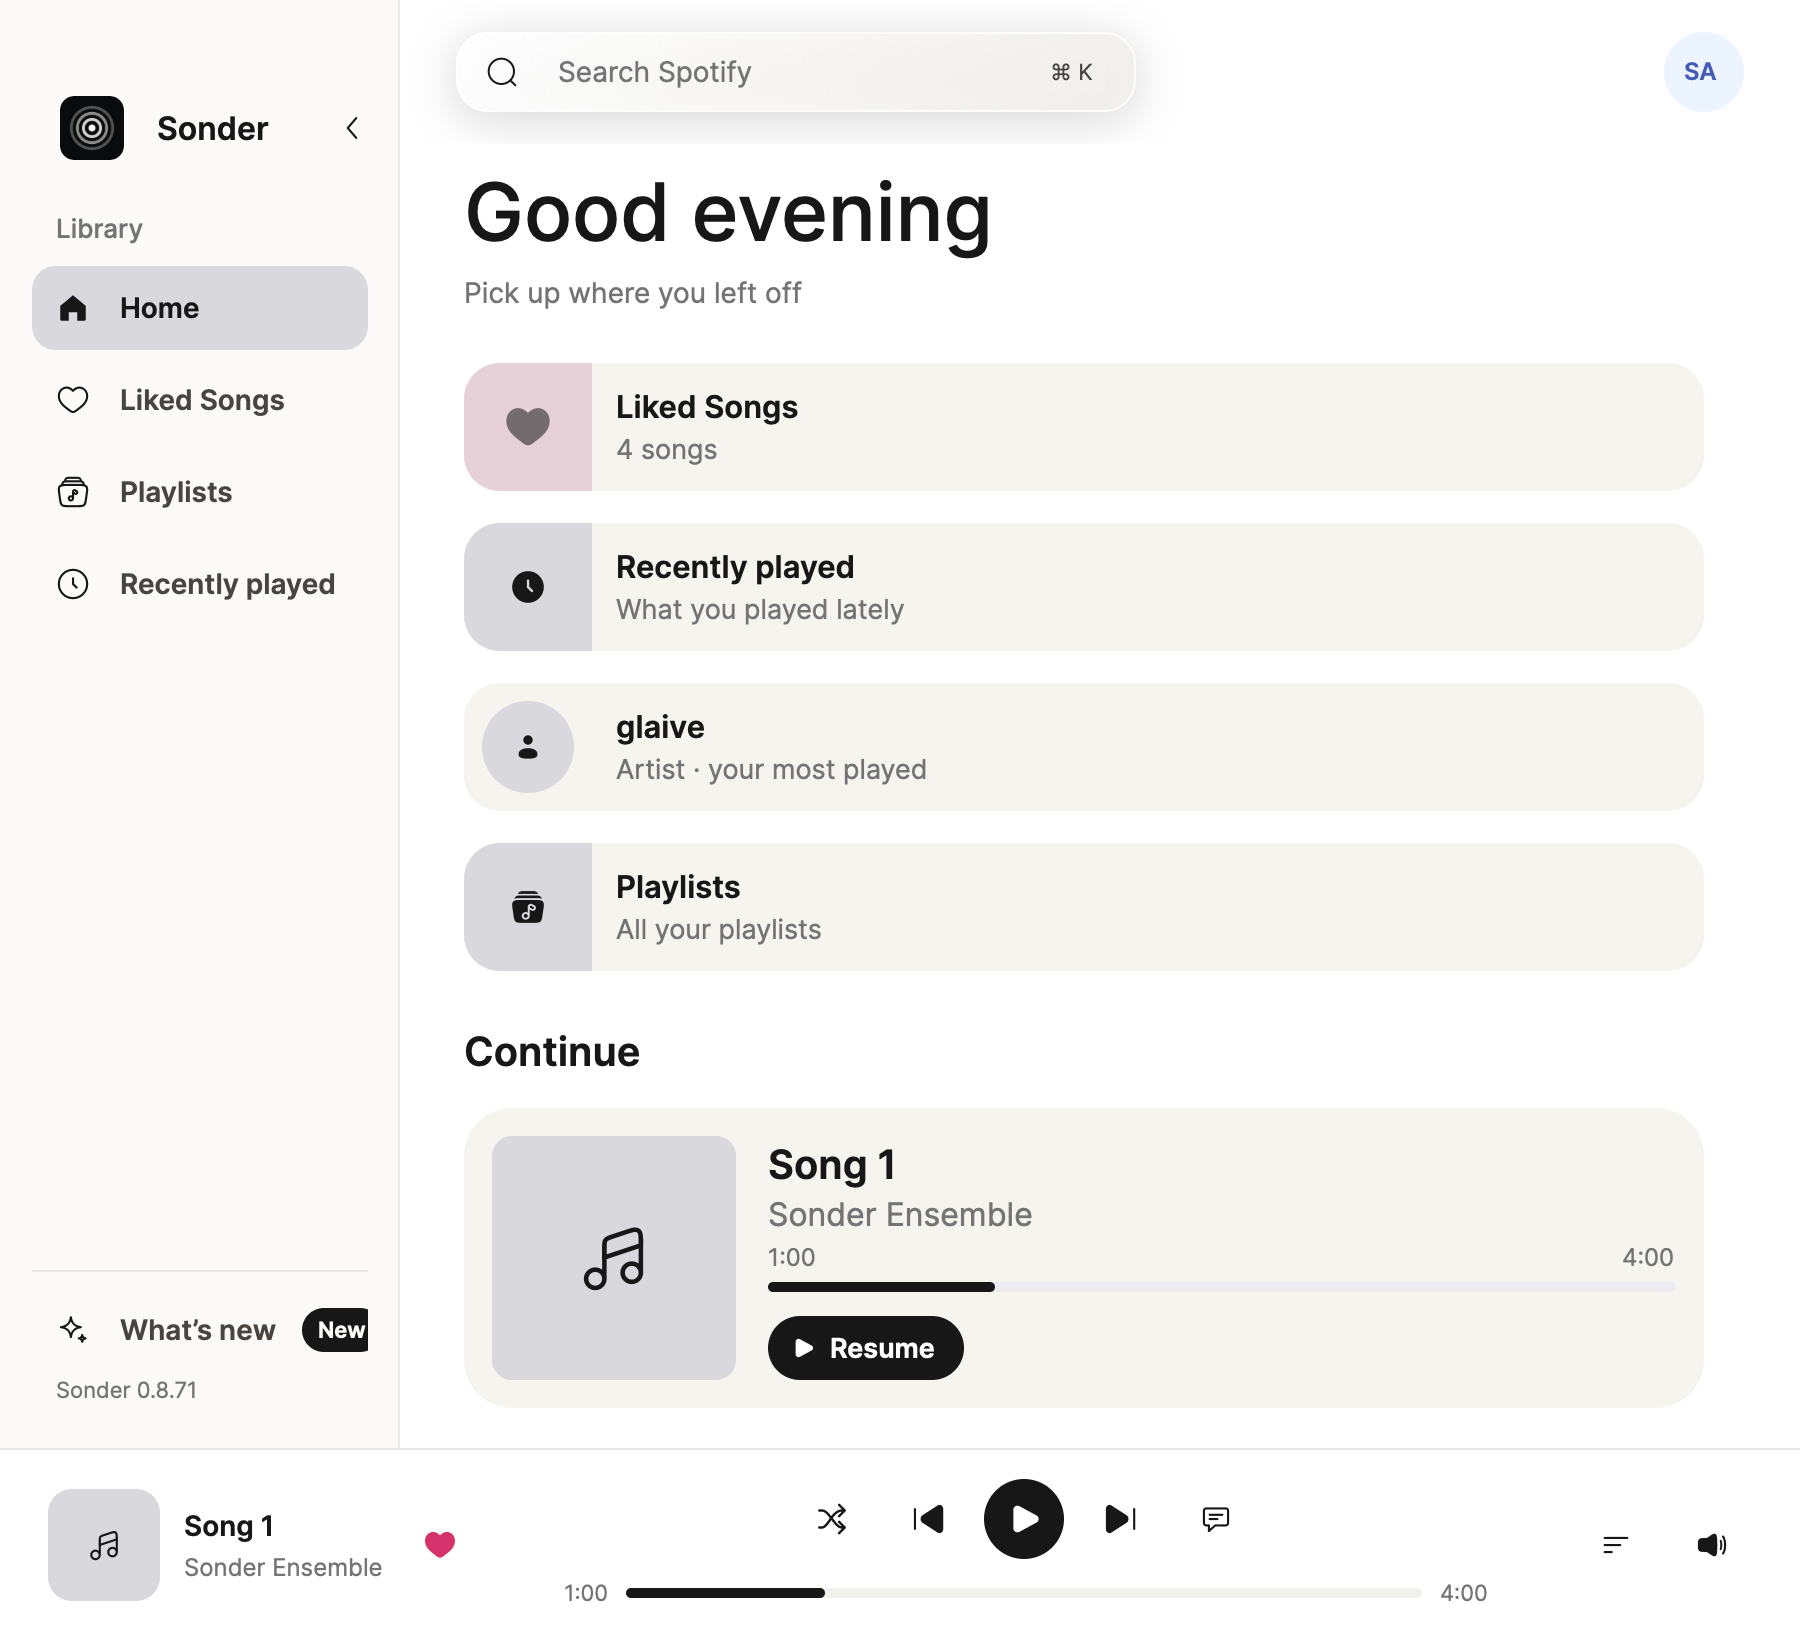 Search Spotify
⌘ K
SA
Sonder
Library
Home
Liked Songs
Playlists
Recently played
Good evening
Pick up where you left off
Liked Songs
4 songs
Recently played
What you played lately
glaive
Artist · your most played
Playlists
All your playlists
Continue
Song 1
Sonder Ensemble
1:00
4:00
Resume
What’s new
New
Sonder 0.8.71
Song 1
Sonder Ensemble
1:00
4:00